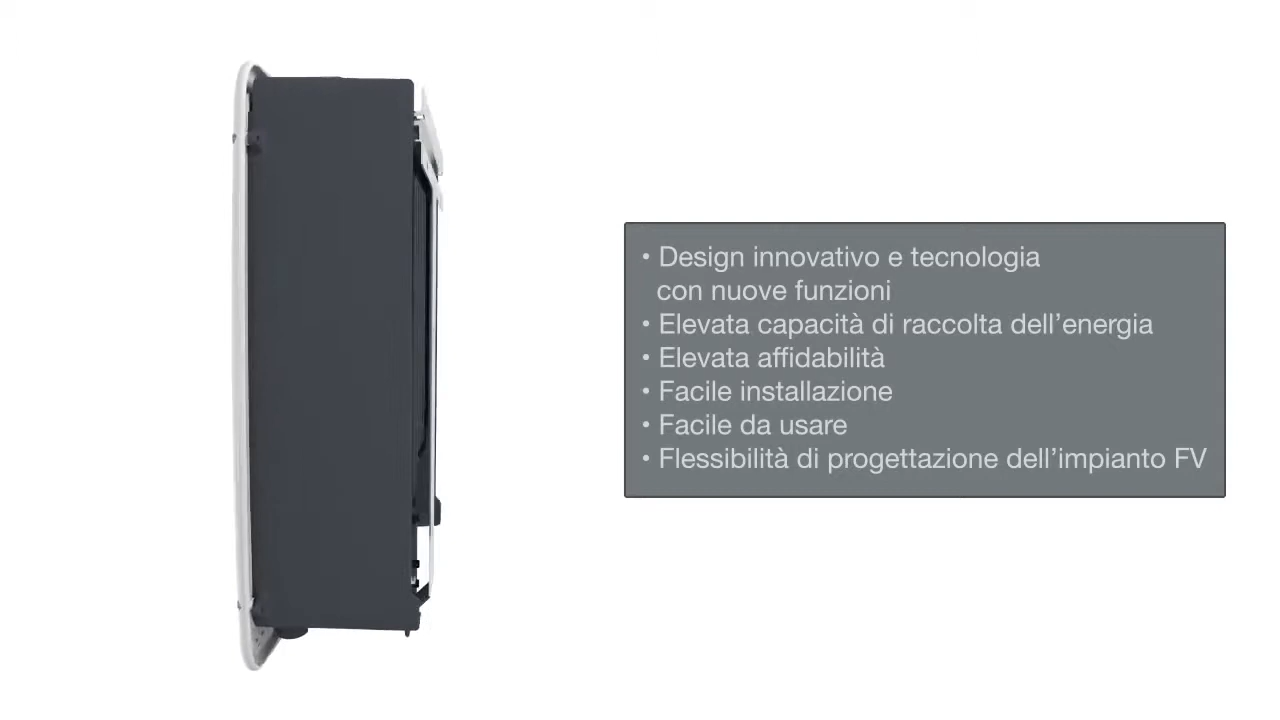 • Design innovativo e tecnologia
con nuove funzioni
• Elevata capacità di raccolta dell’energia
• Elevata affidabilità
• Facile installazione
• Facile da usare
• Flessibilità di progettazione dell’impianto FV